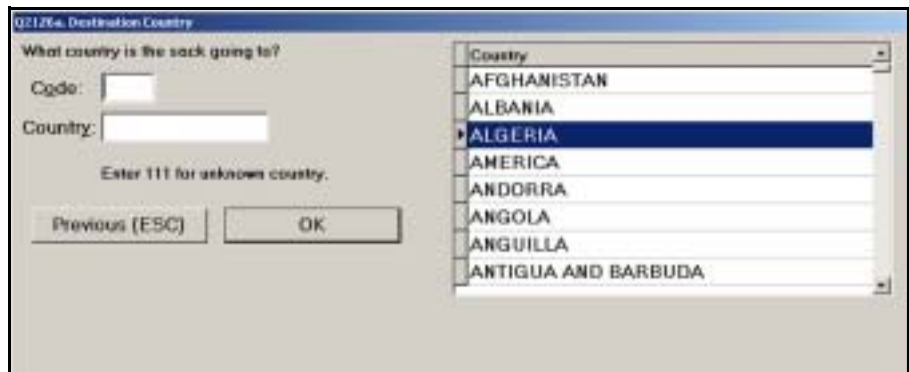 Q2126a. Destination Country
What country is the sack going to?
Code:
Country:
Enter 111 for unknown country.
Previous (ESC)
OK
Country
AFGHANISTAN
ALBANIA
ALGERIA
AMERICA
ANDORRA
ANGOLA
ANGUILLA
ANTIGUA AND BARBUDA